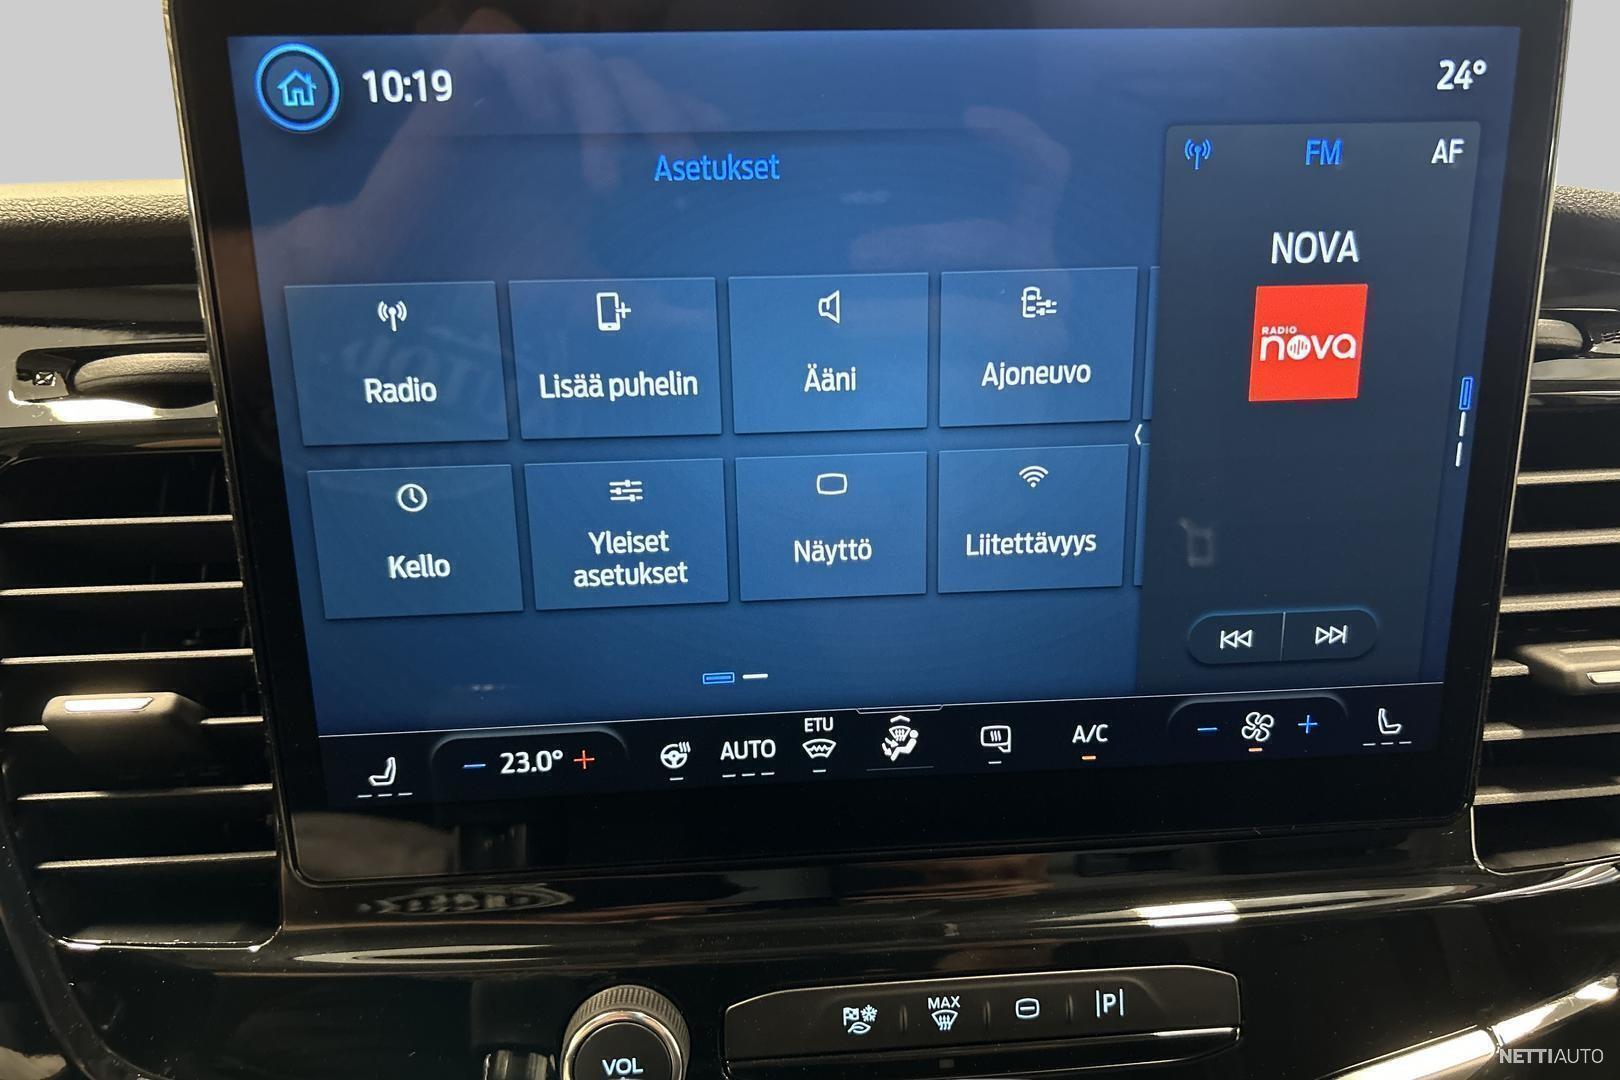 10:19
24°
Asetukset
FM
AF
NOVA
RADIO
nova
Radio
Lisää puhelin
Ääni
Ajoneuvo
Kello
Yleiset
asetukset
Näyttö
Liitettävyys
23.0°
AUTO
ETU
A/C
MAX
P
VOL
NETTIAUTO